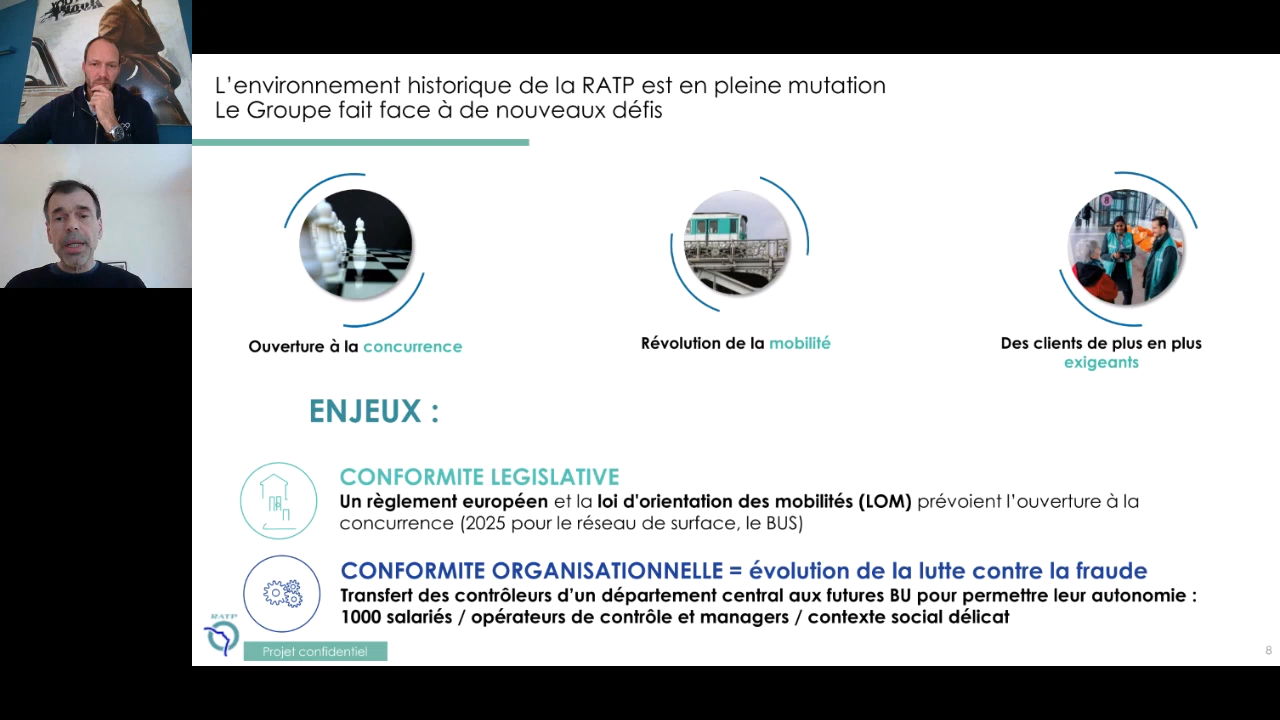 L'environnement historique de la RATP est en pleine mutation
Le Groupe fait face à de nouveaux défis
8
Ouverture à la concurrence
Révolution de la mobilité
Des clients de plus en plus
exigeants
ENJEUX :
CONFORMITE LEGISLATIVE
Un règlement européen et la loi d'orientation des mobilités (LOM) prévoient l'ouverture à la
concurrence (2025 pour le réseau de surface, le BUS)
CONFORMITE ORGANISATIONNELLE = évolution de la lutte contre la fraude
Transfert des contrôleurs d'un département central aux futures BU pour permettre leur autonomie :
1000 salariés / opérateurs de contrôle et managers / contexte social délicat
RATP
Projet confidentiel
8